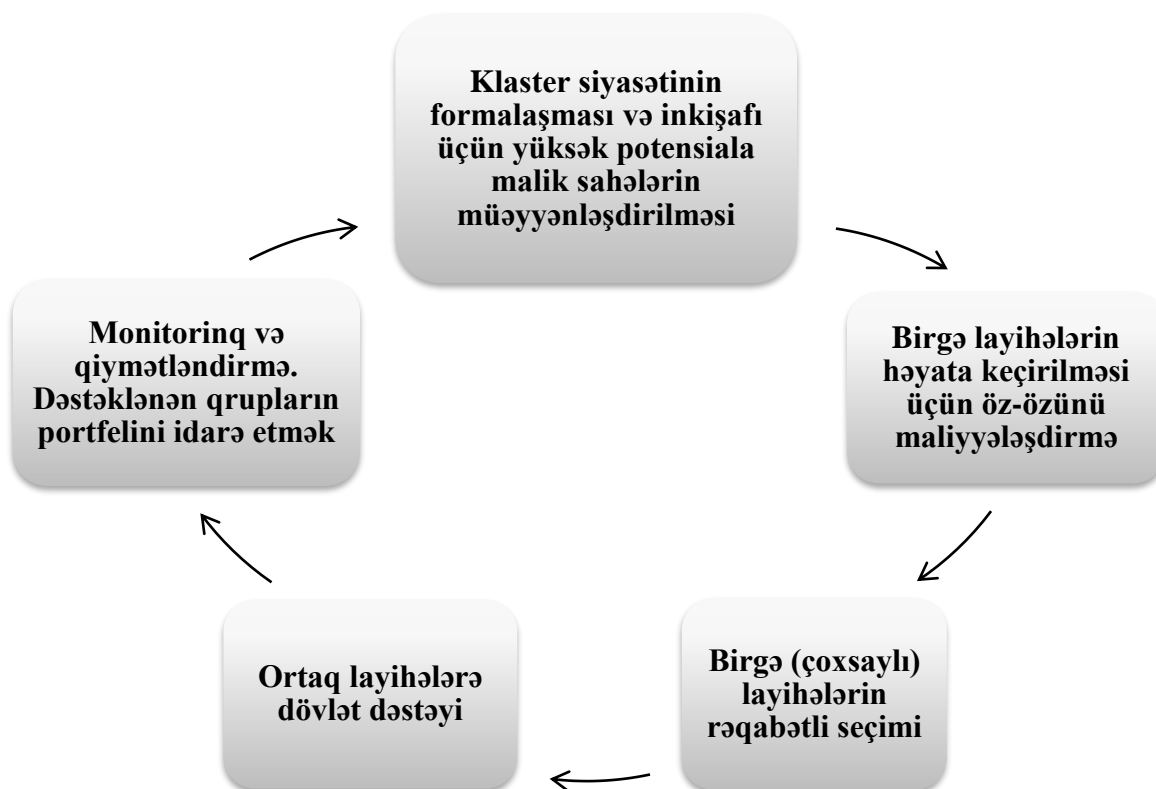 Klaster siyasətinin
formalaşması və inkişafı
üçün yüksək potensiala
malik sahələrin
müəyyənləşdirilməsi
Birgə layihələrin
həyata keçirilməsi
üçün öz-özünü
maliyyələşdirmə
Birgə (çoxsaylı)
layihələrin
rəqabətli seçimi
Ortaq layihələrə
dövlət dəstəyi
Monitorinq və
qiymətləndirmə.
Dəstəklənən qrupların
portfelini idarə etmək